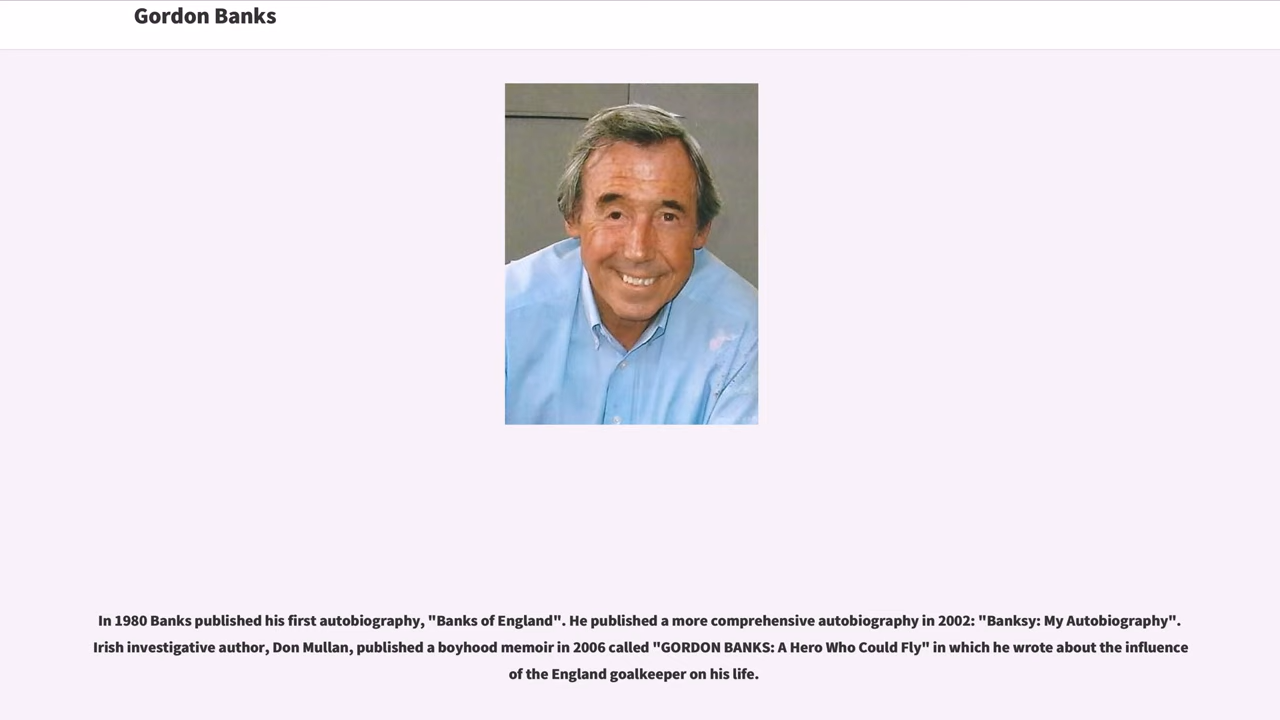 Gordon Banks
In 1980 Banks published his first autobiography, "Banks of England". He published a more comprehensive autobiography in 2002: "Banksy: My Autobiography".
Irish investigative author, Don Mullan, published a boyhood memoir in 2006 called "GORDON BANKS: A Hero Who Could Fly" in which he wrote about the influence
of the England goalkeeper on his life.